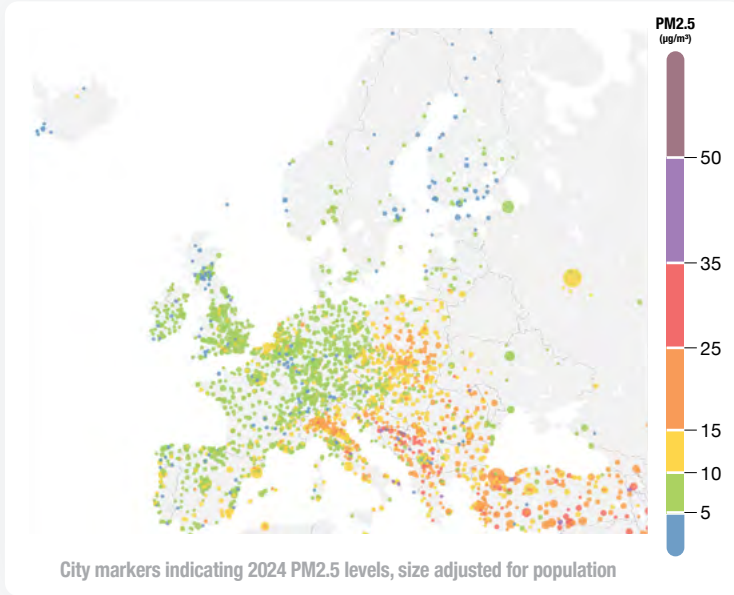 PM2.5
(µg/m³)
50
35
25
15
10
5
City markers indicating 2024 PM2.5 levels, size adjusted for population